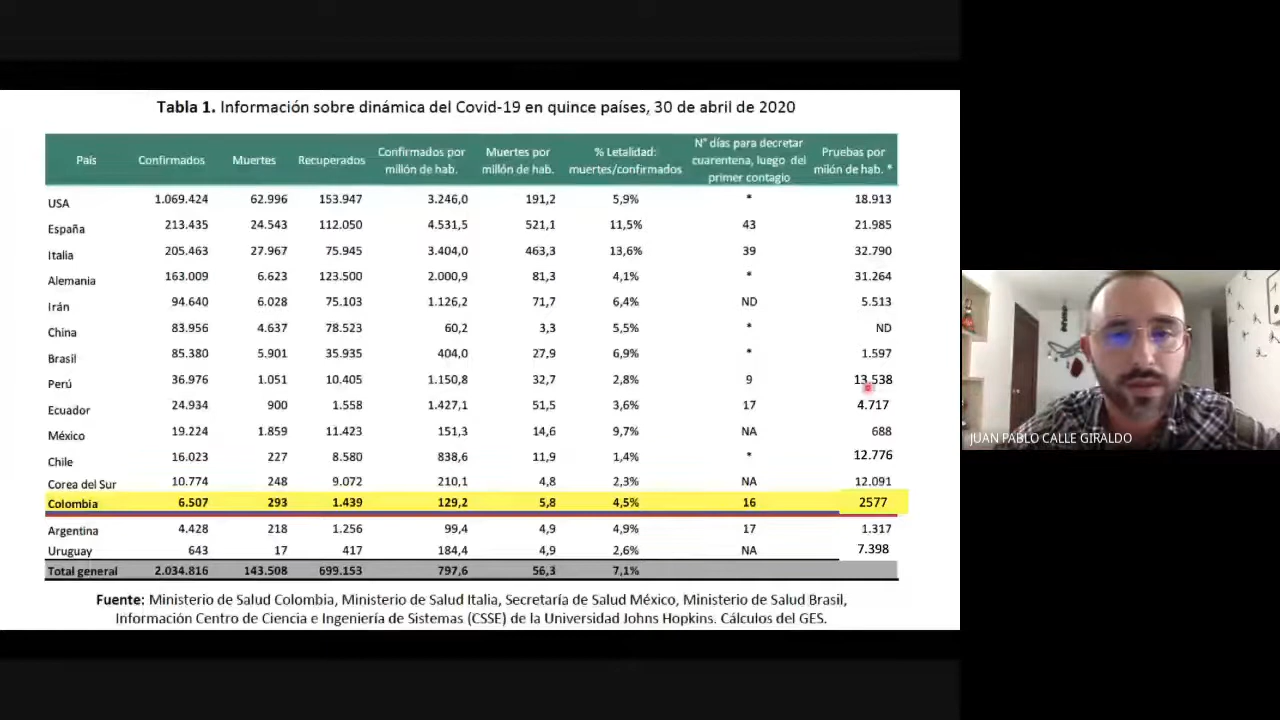 Tabla 1. Información sobre dinámica del Covid-19 en quince países, 30 de abril de 2020
País Confirmados Muertes Recuperados Confirmados por millón de hab. Muertes por millón de hab. % Letalidad: muertes/confirmados N° días para decretar cuarentena, luego del primer contagio Pruebas por milón de hab. *
USA 1.069.424 62.996 153.947 3.246,0 191,2 5,9% * 18.913
España 213.435 24.543 112.050 4.531,5 521,1 11,5% 43 21.985
Italia 205.463 27.967 75.945 3.404,0 463,3 13,6% 39 32.790
Alemania 163.009 6.623 123.500 2.000,9 81,3 4,1% * 31.264
Irán 94.640 6.028 75.103 1.126,2 71,7 6,4% ND 5.513
China 83.956 4.637 78.523 60,2 3,3 5,5% * ND
Brasil 85.380 5.901 35.935 404,0 27,9 6,9% * 1.597
Perú 36.976 1.051 10.405 1.150,8 32,7 2,8% 9 13.538
Ecuador 24.934 900 1.558 1.427,1 51,5 3,6% 17 4.717
México 19.224 1.859 11.423 151,3 14,6 9,7% NA 688
Chile 16.023 227 8.580 838,6 11,9 1,4% * 12.776
Corea del Sur 10.774 248 9.072 210,1 4,8 2,3% NA 12.091
Colombia 6.507 293 1.439 129,2 5,8 4,5% 16 2577
Argentina 4.428 218 1.256 99,4 4,9 4,9% 17 1.317
Uruguay 643 17 417 184,4 4,9 2,6% NA 7.398
Total general 2.034.816 143.508 699.153 797,6 56,3 7,1%
Fuente: Ministerio de Salud Colombia, Ministerio de Salud Italia, Secretaría de Salud México, Ministerio de Salud Brasil,
Información Centro de Ciencia e Ingeniería de Sistemas (CSSE) de la Universidad Johns Hopkins. Cálculos del GES.
JUAN PABLO CALLE GIRALDO